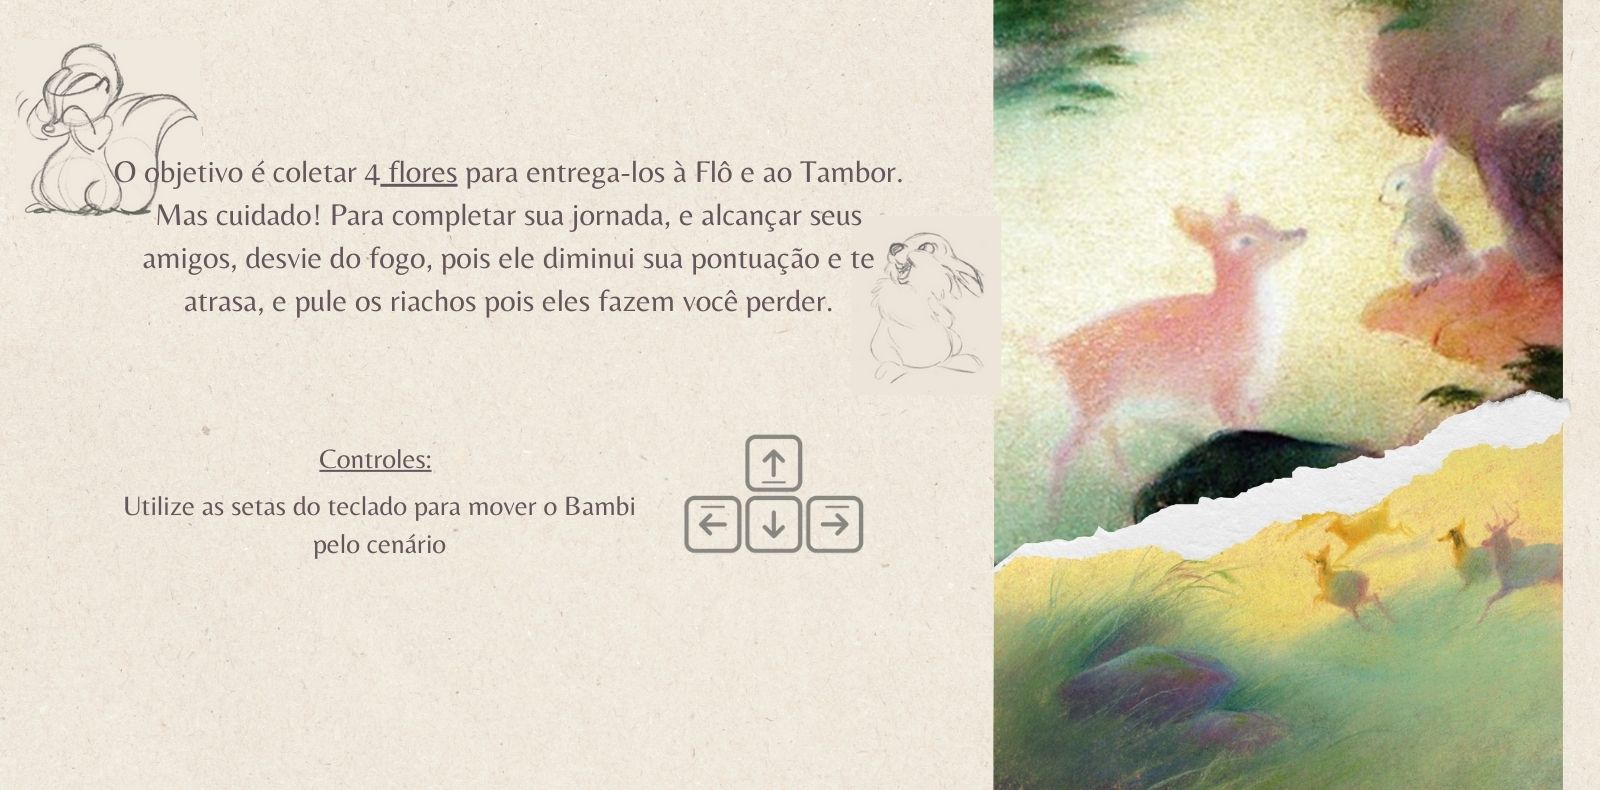 O objetivo é coletar 4 flores para entrega-los à Flô e ao Tambor.
Mas cuidado! Para completar sua jornada, e alcançar seus
amigos, desvie do fogo, pois ele diminui sua pontuação e te
atrasa, e pule os riachos pois eles fazem você perder.
Controles:
Utilize as setas do teclado para mover o Bambi
pelo cenário